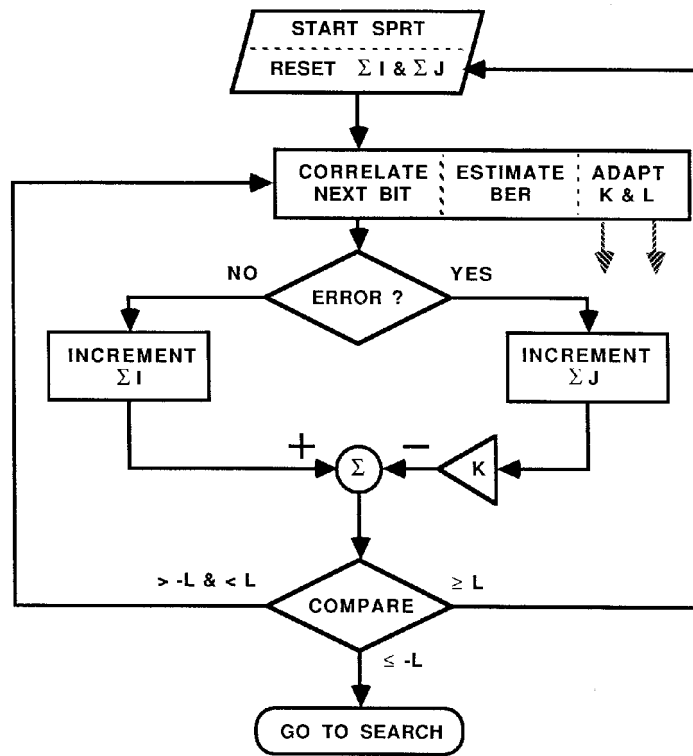 START SPRT
RESET Σ I & Σ J
CORRELATE NEXT BIT
ESTIMATE BER
ADAPT K & L
NO
YES
ERROR ?
INCREMENT Σ I
INCREMENT Σ J
+
−
Σ
K
> -L & < L
≥ L
COMPARE
≤ -L
GO TO SEARCH